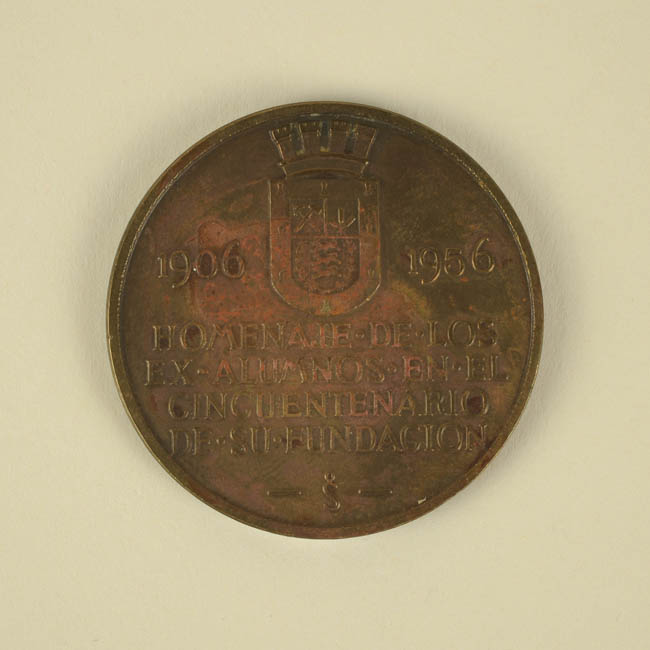 1906 1956
HOMENAJE·DE·LOS
EX·ALUMNOS·EN·EL
CINCUENTENARIO
DE·SU·FUNDACION